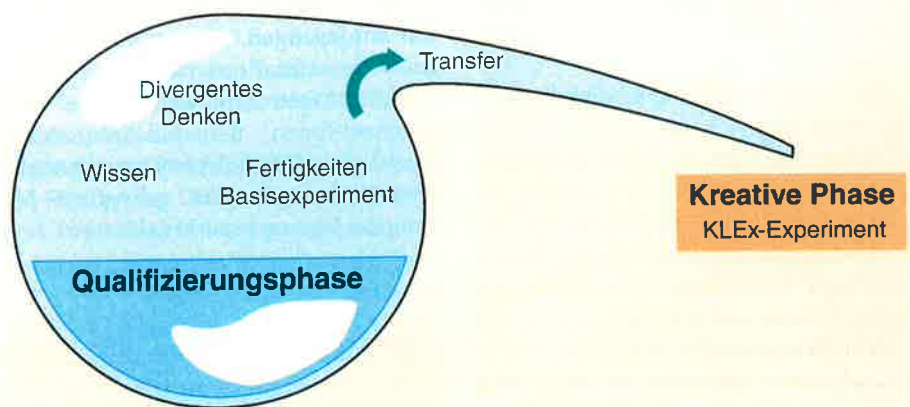 Transfer
Divergentes
Denken
Wissen
Fertigkeiten
Basisexperiment
Kreative Phase
KLEx-Experiment
Qualifizierungsphase